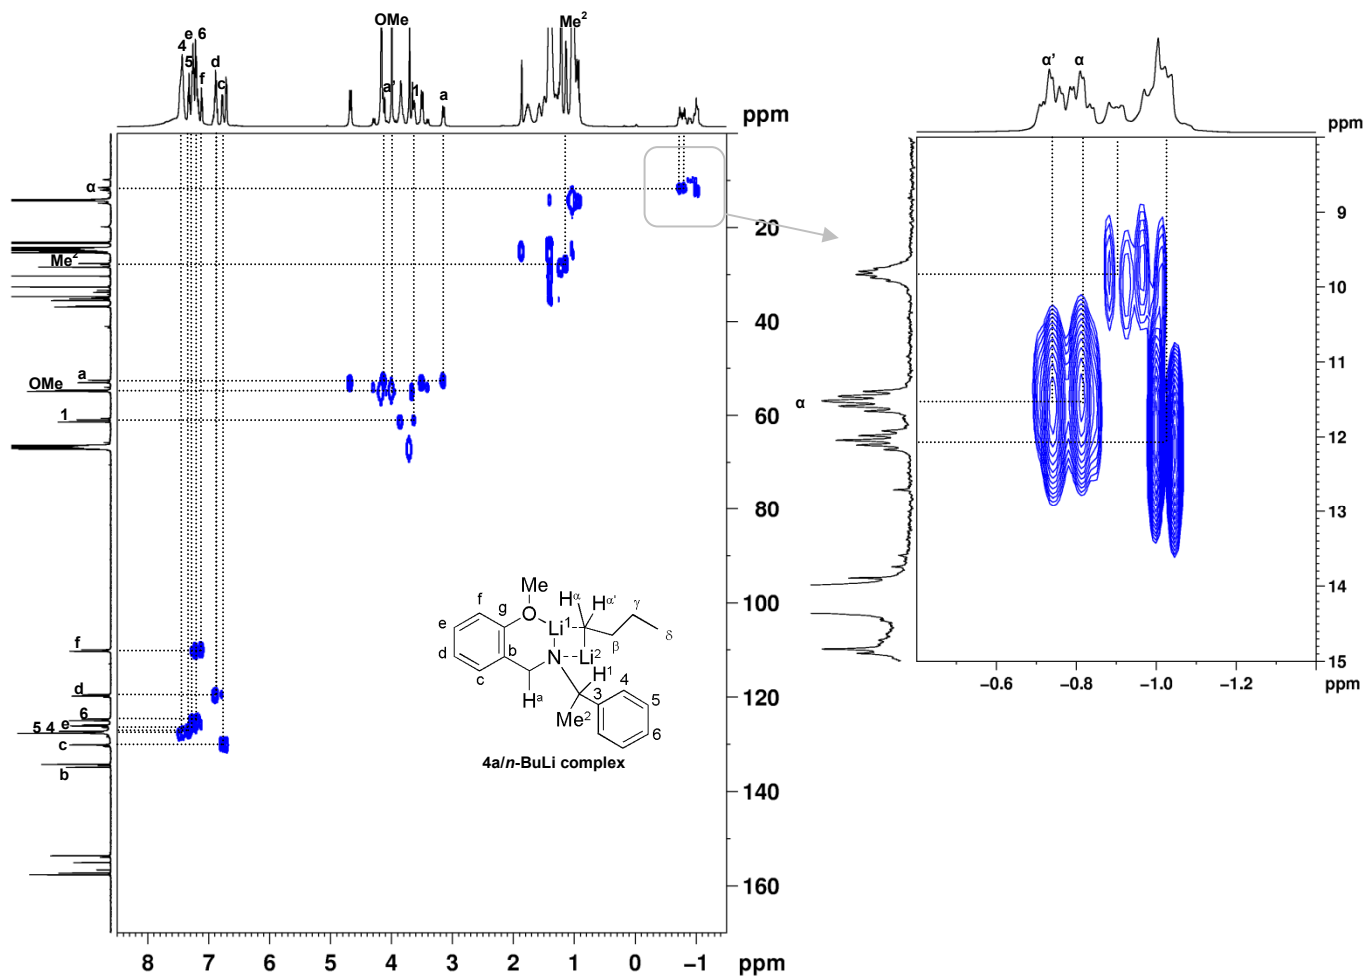 OMe
Me²
e
6
4
5
f
d
c
a'
1
a
ppm
α
20
Me²
40
a
OMe
1
60
80
100
f
d
120
6
5 4
e
c
b
140
160
8 7 6 5 4 3 2 1 0 −1 ppm
Me
O
f
g
e
d
b
c
Li¹
Hα
Hα'
γ
δ
β
N
Li²
H¹
Hª
3
4
5
6
Me²
4a/n-BuLi complex
α' α
ppm
9
10
11
α
12
13
14
15
−0.6 −0.8 −1.0 −1.2 ppm